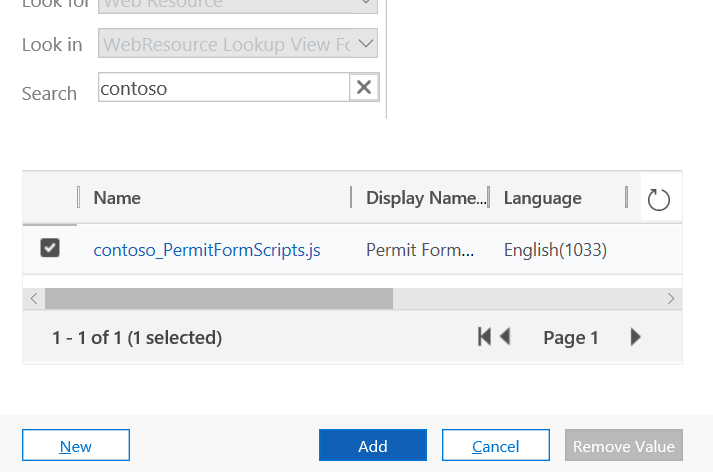 Look for Web Resource
Look in WebResource Lookup View Fo
Search contoso
Name Display Name... Language
contoso_PermitFormScripts.js Permit Form... English(1033)
1 - 1 of 1 (1 selected) Page 1
New Add Cancel Remove Value